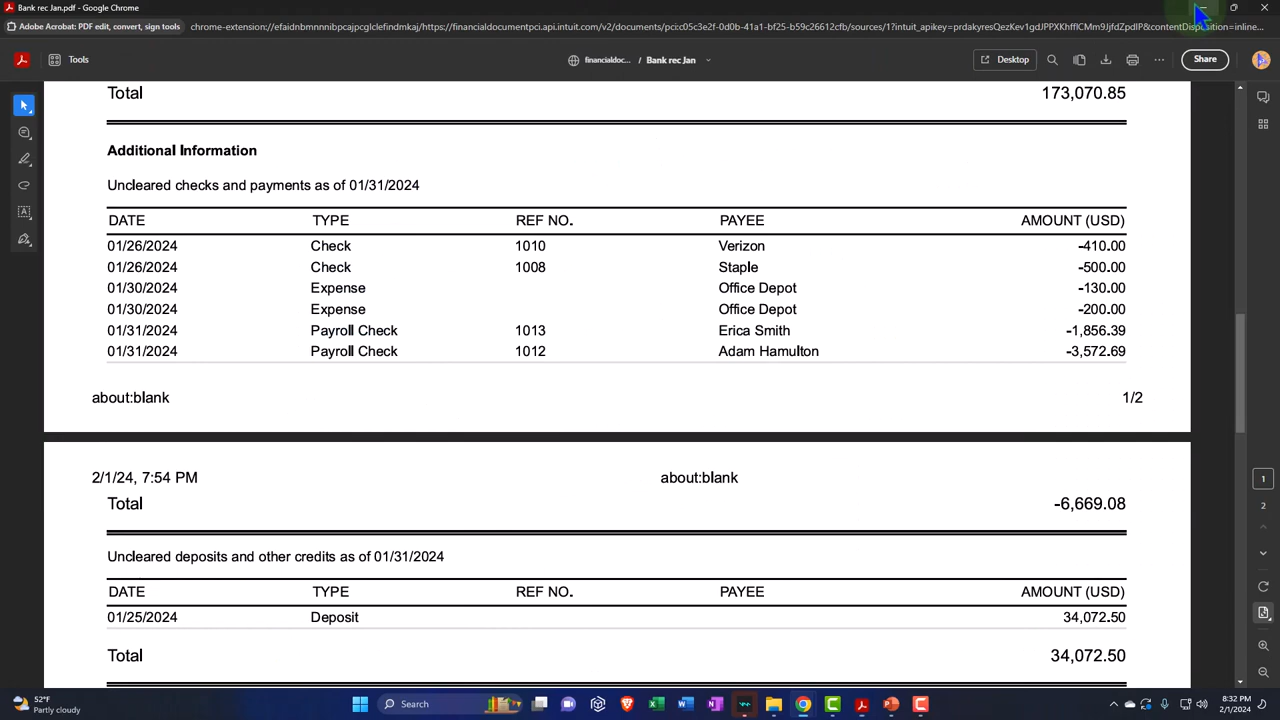 Bank rec Jan.pdf - Google Chrome
Adobe Acrobat: PDF edit, convert, sign tools
Tools
financialdoc... / Bank rec Jan
Desktop
Share
Total 173,070.85
Additional Information
Uncleared checks and payments as of 01/31/2024
DATE TYPE REF NO. PAYEE AMOUNT (USD)
01/26/2024 Check 1010 Verizon -410.00
01/26/2024 Check 1008 Staple -500.00
01/30/2024 Expense Office Depot -130.00
01/30/2024 Expense Office Depot -200.00
01/31/2024 Payroll Check 1013 Erica Smith -1,856.39
01/31/2024 Payroll Check 1012 Adam Hamulton -3,572.69
about:blank 1/2
2/1/24, 7:54 PM about:blank
Total -6,669.08
Uncleared deposits and other credits as of 01/31/2024
DATE TYPE REF NO. PAYEE AMOUNT (USD)
01/25/2024 Deposit 34,072.50
Total 34,072.50
1
2
52°F
Partly cloudy
Search
8:32 PM
2/1/2024